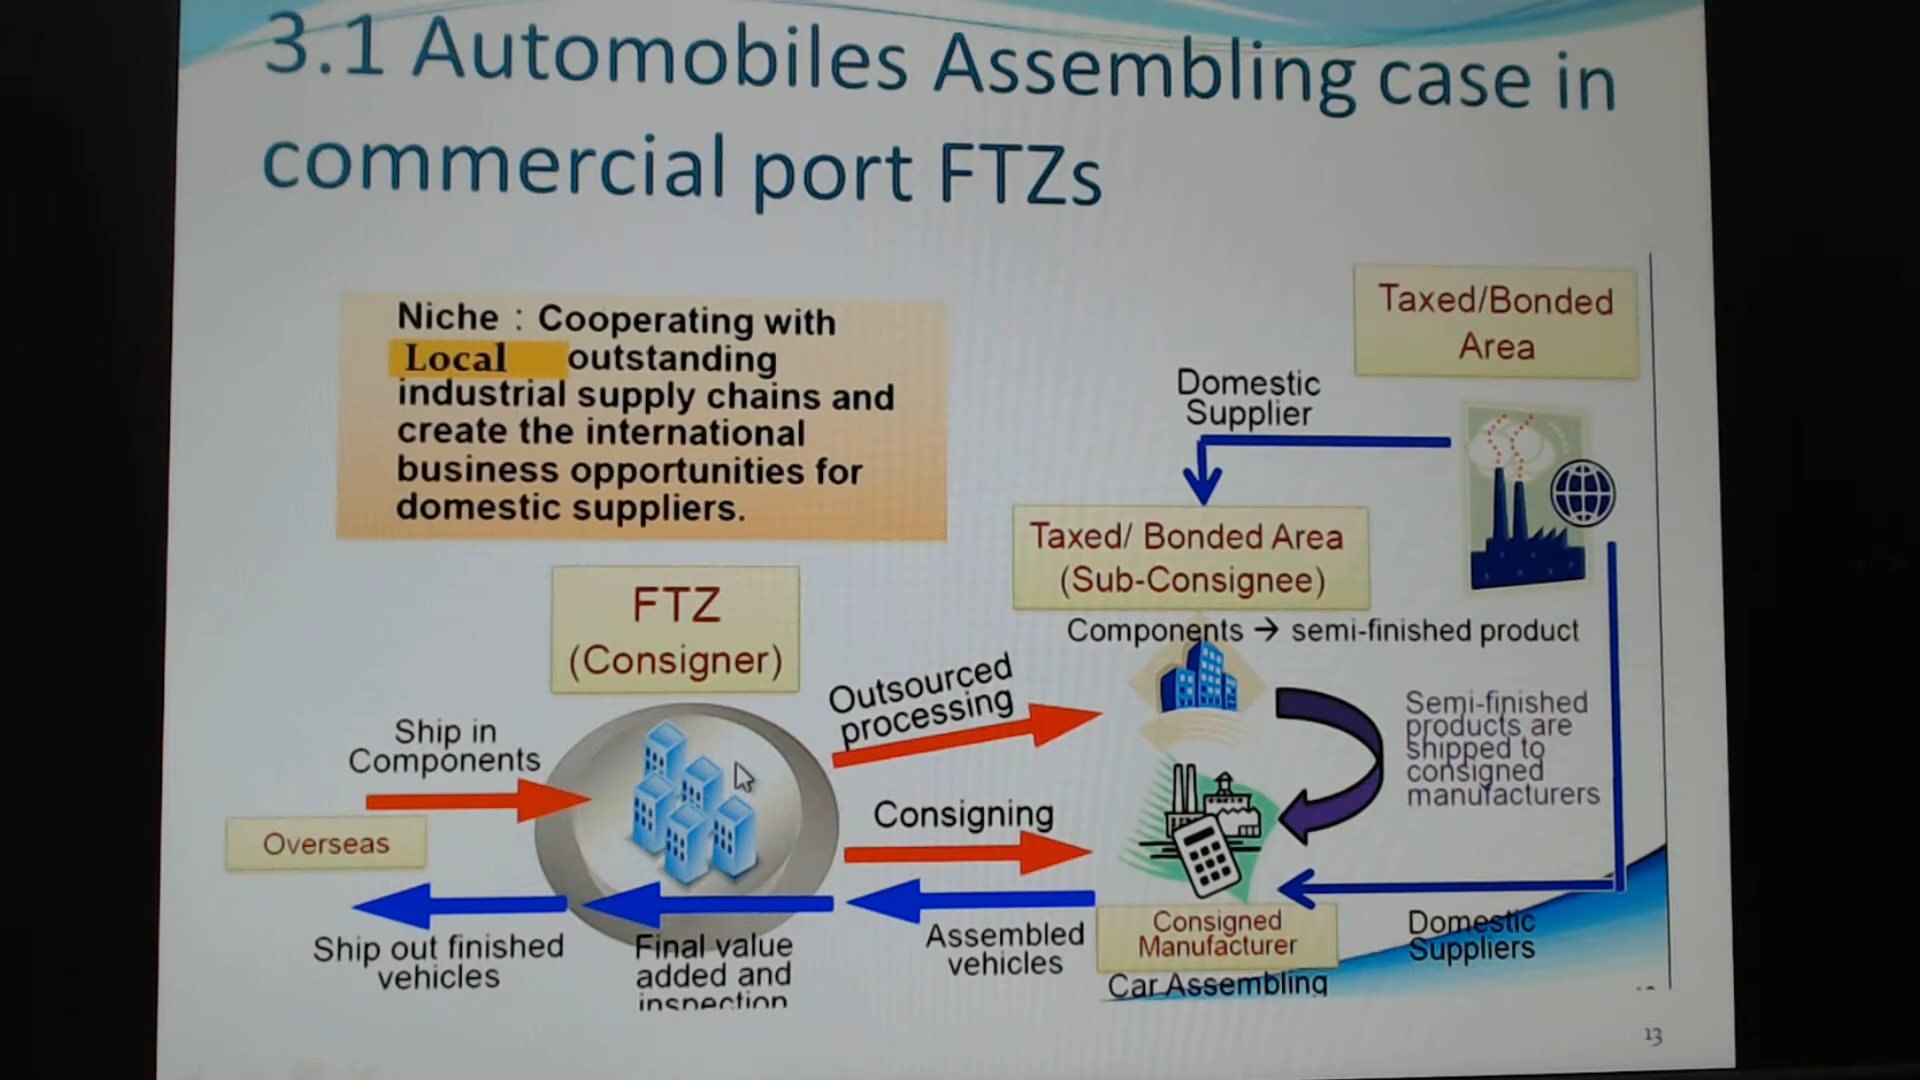 3.1 Automobiles Assembling case in
commercial port FTZs
Niche : Cooperating with
Local outstanding
industrial supply chains and
create the international
business opportunities for
domestic suppliers.
Taxed/Bonded
Area
Domestic
Supplier
Taxed/ Bonded Area
(Sub-Consignee)
Components → semi-finished product
FTZ
(Consigner)
Outsourced
processing
Semi-finished
products are
shipped to
consigned
manufacturers
Ship in
Components
Consigning
Overseas
Ship out finished
vehicles
Final value
added and
inspection
Assembled
vehicles
Consigned
Manufacturer
Car Assembling
Domestic
Suppliers
13